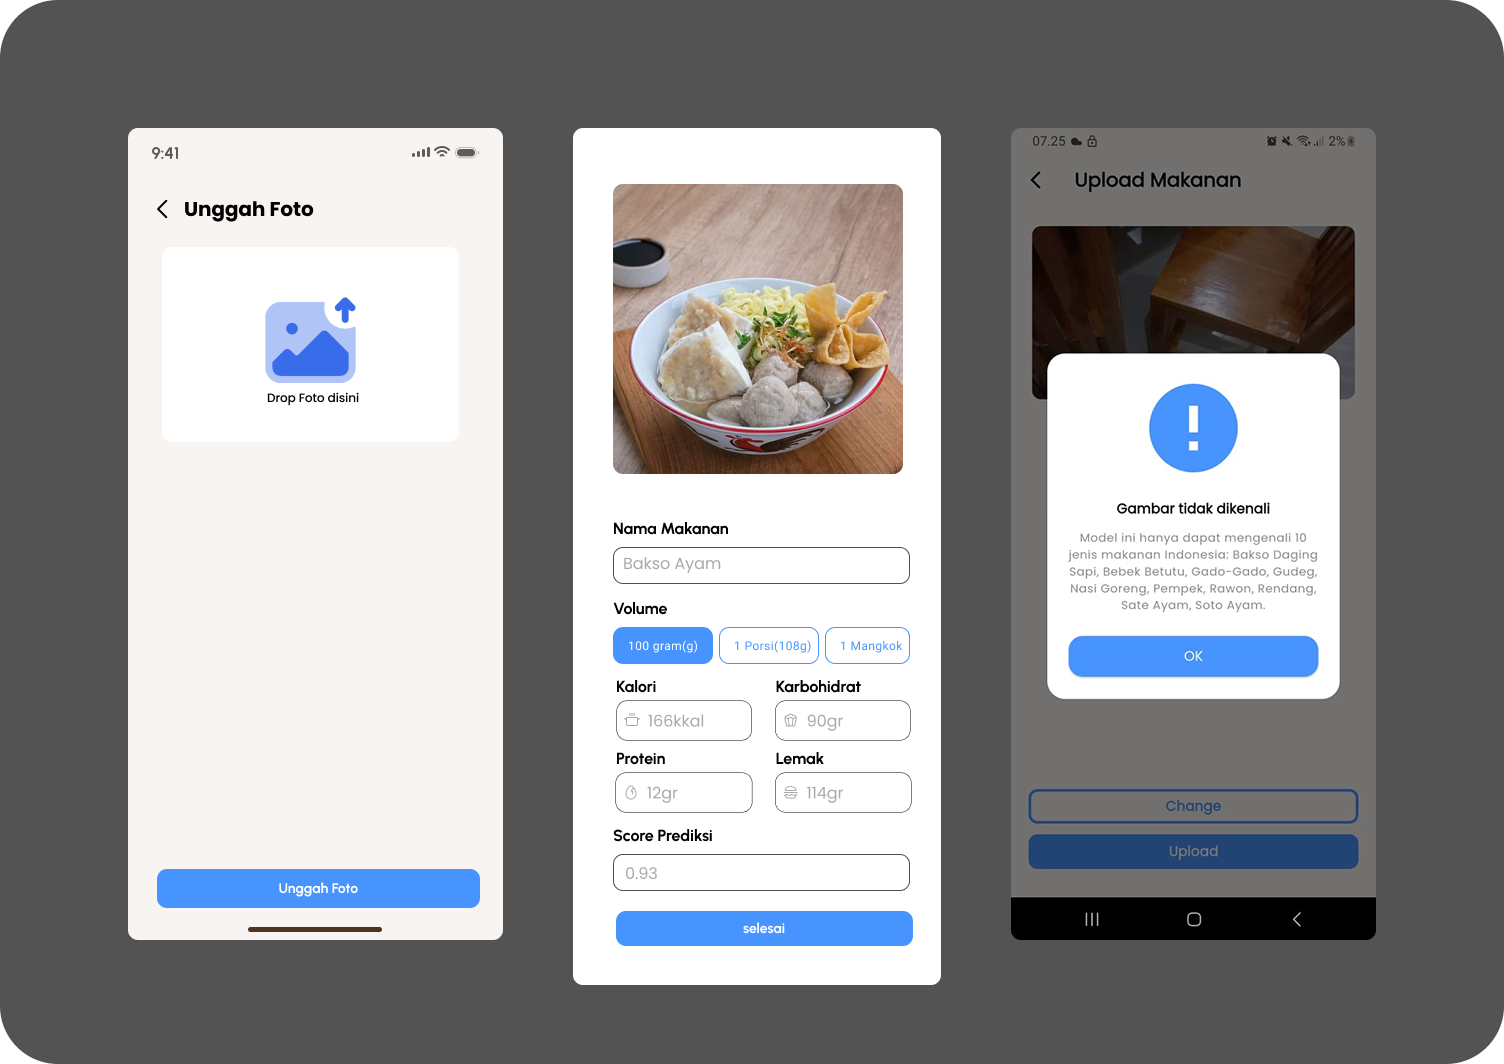 9:41
Unggah Foto
Drop Foto disini
Unggah Foto
Nama Makanan
Bakso Ayam
Volume
100 gram(g)
1 Porsi(108g)
1 Mangkok
Kalori
Karbohidrat
166kkal
90gr
Protein
Lemak
12gr
114gr
Score Prediksi
0.93
selesai
07.25
2%
Upload Makanan
Gambar tidak dikenali
Model ini hanya dapat mengenali 10
jenis makanan Indonesia: Bakso Daging
Sapi, Bebek Betutu, Gado-Gado, Gudeg,
Nasi Goreng, Pempek, Rawon, Rendang,
Sate Ayam, Soto Ayam.
OK
Change
Upload